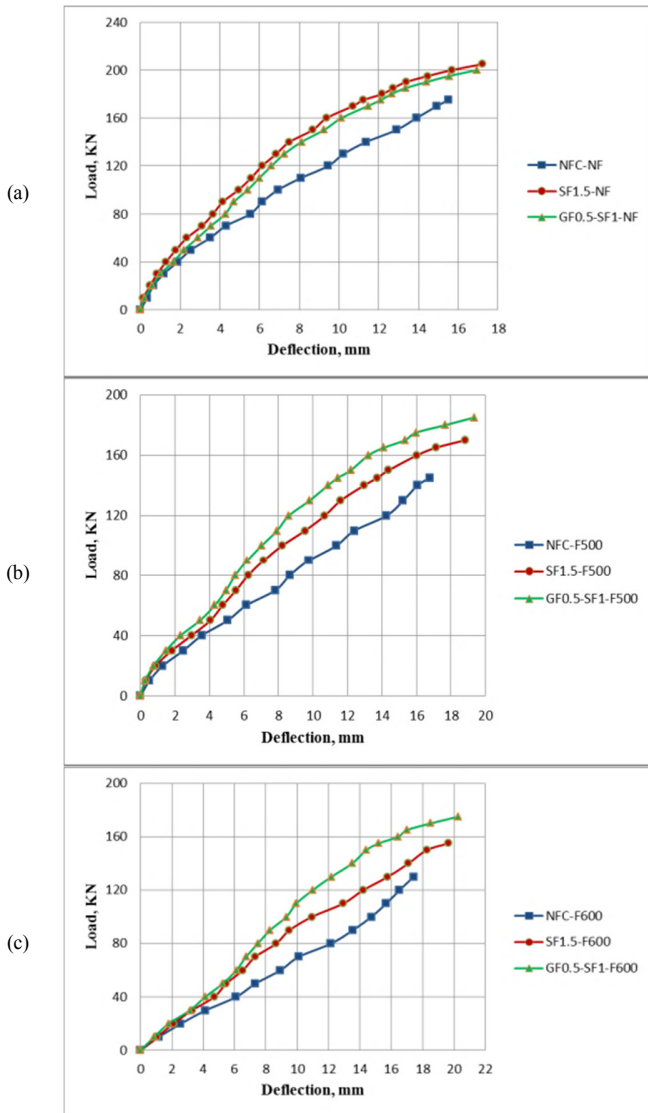 (a)
Load, KN
240
200
160
120
80
40
0
0 2 4 6 8 10 12 14 16 18
Deflection, mm
NFC-NF
SF1.5-NF
GF0.5-SF1-NF
(b)
Load, KN
200
160
120
80
40
0
0 2 4 6 8 10 12 14 16 18 20
Deflection, mm
NFC-F500
SF1.5-F500
GF0.5-SF1-F500
(c)
Load, KN
200
160
120
80
40
0
0 2 4 6 8 10 12 14 16 18 20 22
Deflection, mm
NFC-F600
SF1.5-F600
GF0.5-SF1-F600